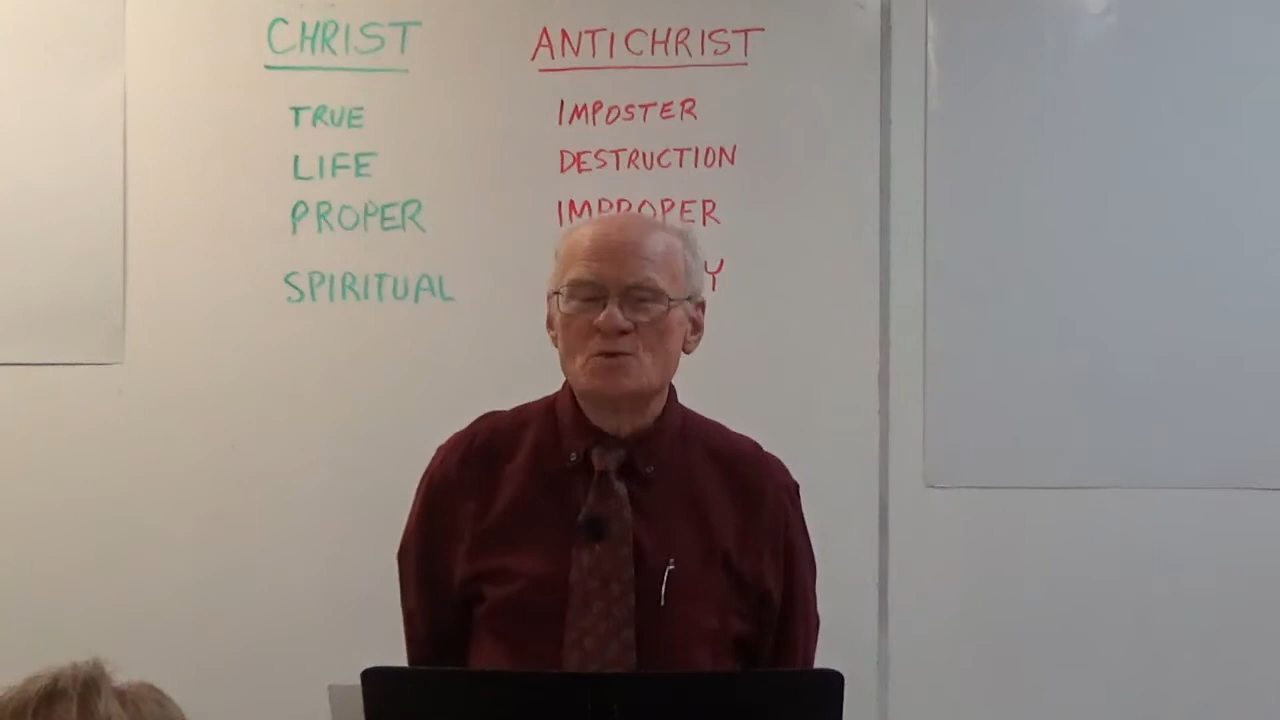 CHRIST ANTICHRIST
TRUE IMPOSTER
LIFE DESTRUCTION
PROPER IMPROPER
SPIRITUAL